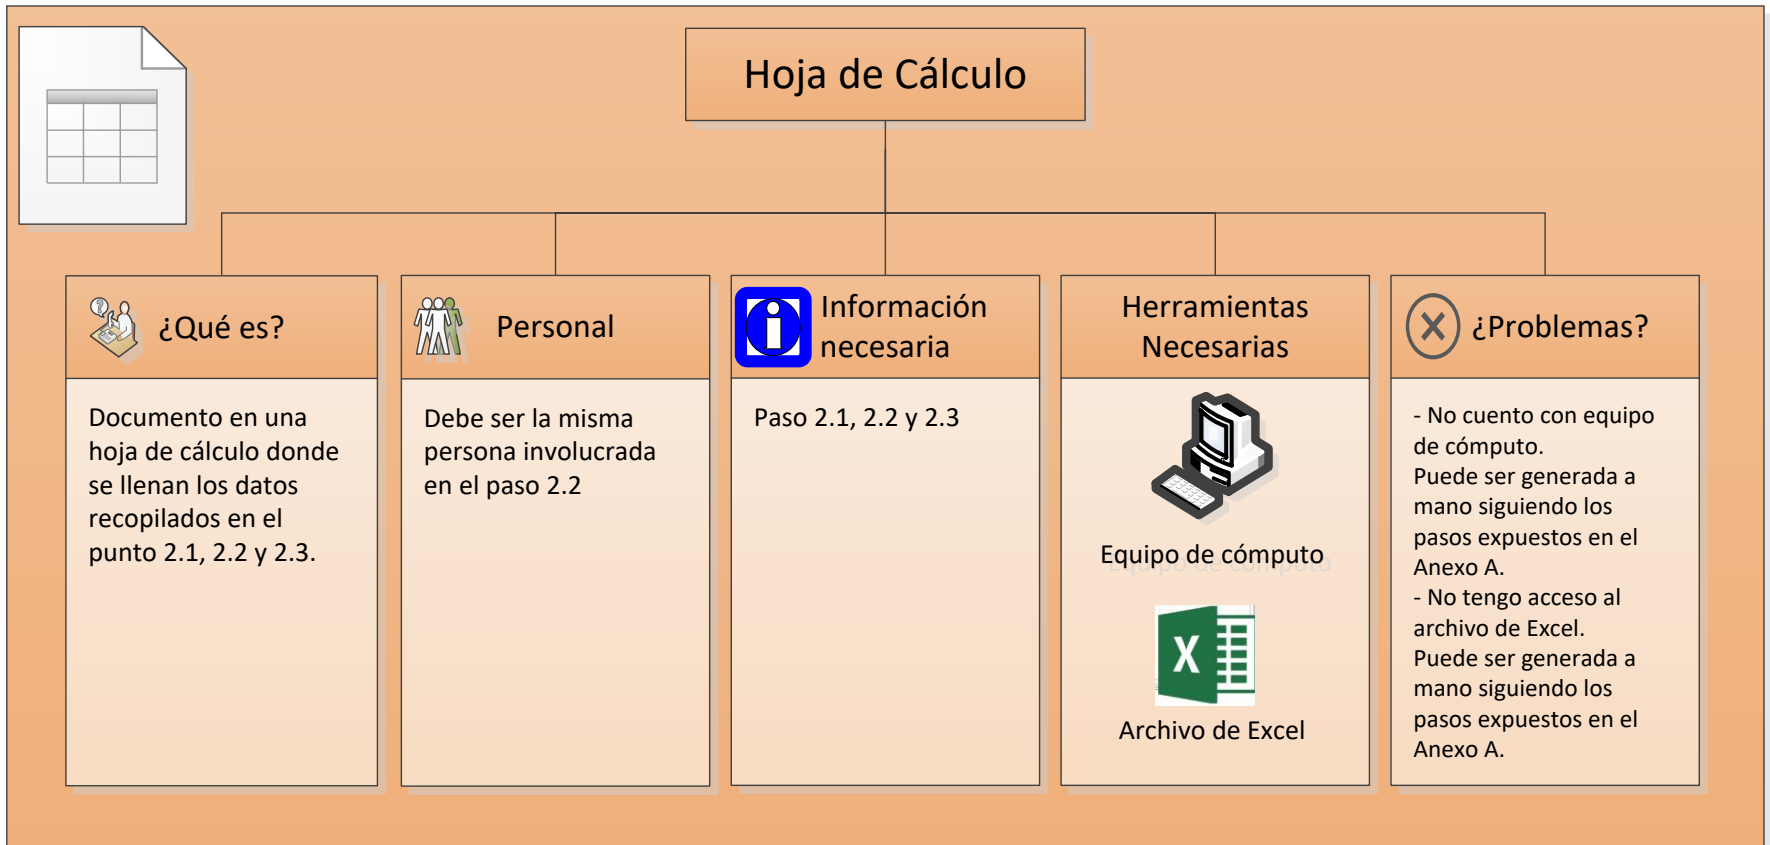 Hoja de Cálculo
¿Qué es?
Documento en una
hoja de cálculo donde
se llenan los datos
recopilados en el
punto 2.1, 2.2 y 2.3.
Personal
Debe ser la misma
persona involucrada
en el paso 2.2
Información
necesaria
Paso 2.1, 2.2 y 2.3
Herramientas
Necesarias
Equipo de cómputo
X
Archivo de Excel
¿Problemas?
- No cuento con equipo
de cómputo.
Puede ser generada a
mano siguiendo los
pasos expuestos en el
Anexo A.
- No tengo acceso al
archivo de Excel.
Puede ser generada a
mano siguiendo los
pasos expuestos en el
Anexo A.